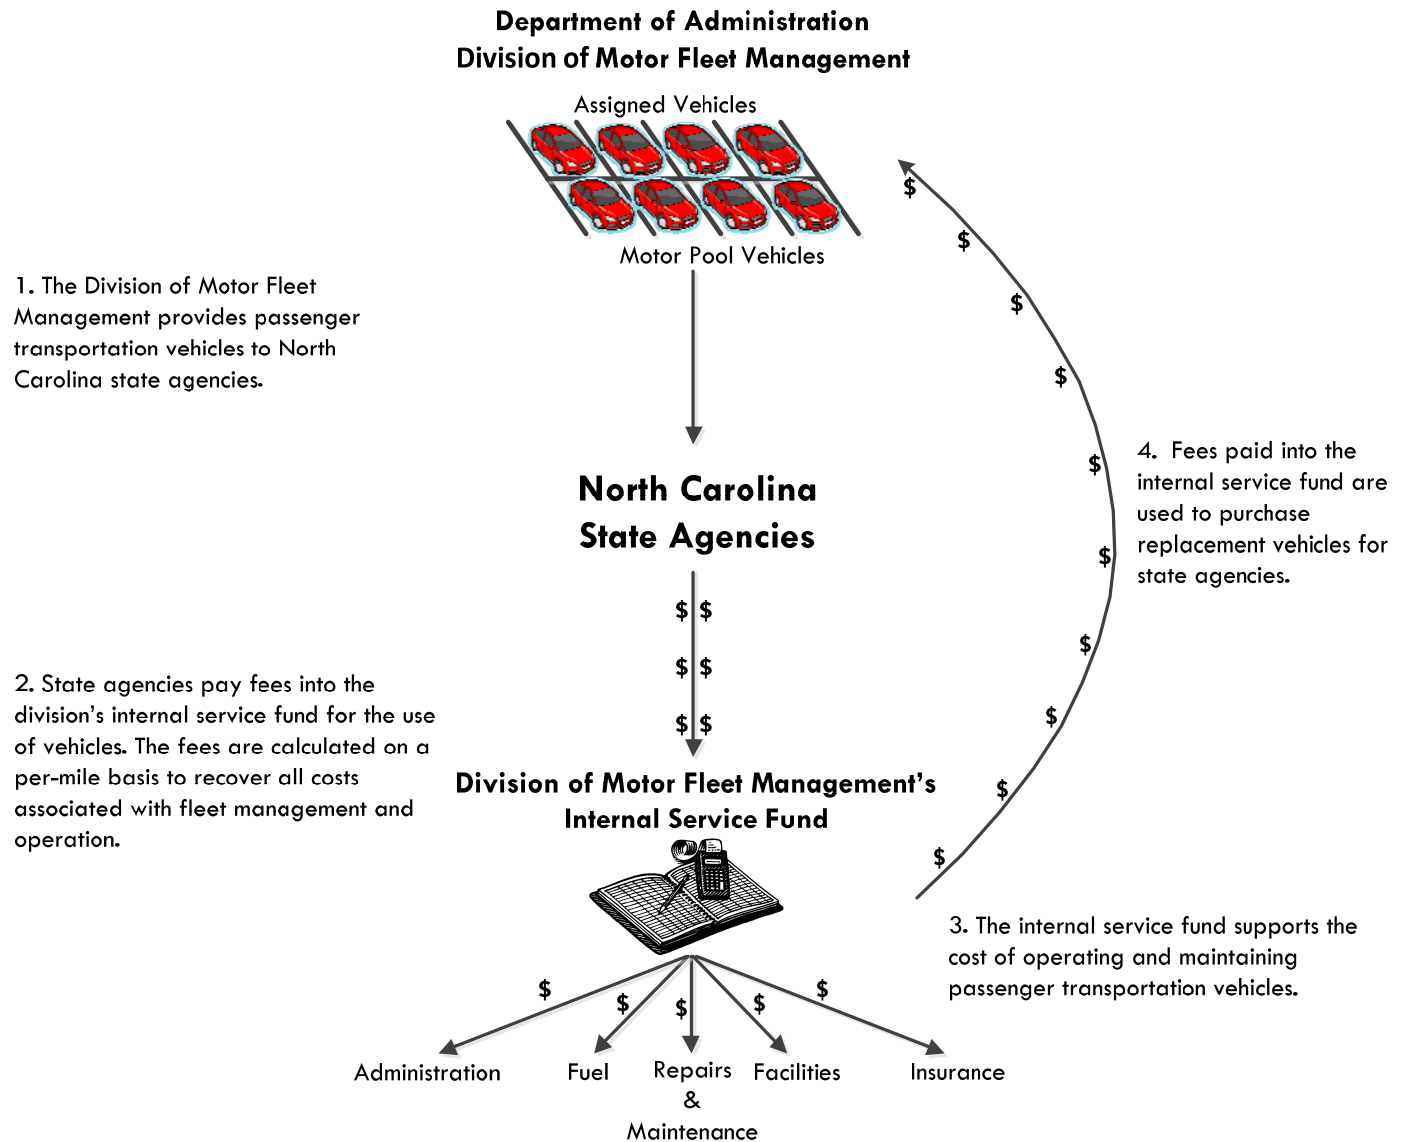 Department of Administration
Division of Motor Fleet Management
Assigned Vehicles
Motor Pool Vehicles
1. The Division of Motor Fleet
Management provides passenger
transportation vehicles to North
Carolina state agencies.
$
$
$
$
$
$
$
$
$
$
4. Fees paid into the
internal service fund are
used to purchase
replacement vehicles for
state agencies.
North Carolina
State Agencies
$ $
$ $
$ $
2. State agencies pay fees into the
division's internal service fund for the use
of vehicles. The fees are calculated on a
per-mile basis to recover all costs
associated with fleet management and
operation.
Division of Motor Fleet Management's
Internal Service Fund
3. The internal service fund supports the
cost of operating and maintaining
passenger transportation vehicles.
$ $ $ $ $
Administration
Fuel
Repairs
&
Maintenance
Facilities
Insurance